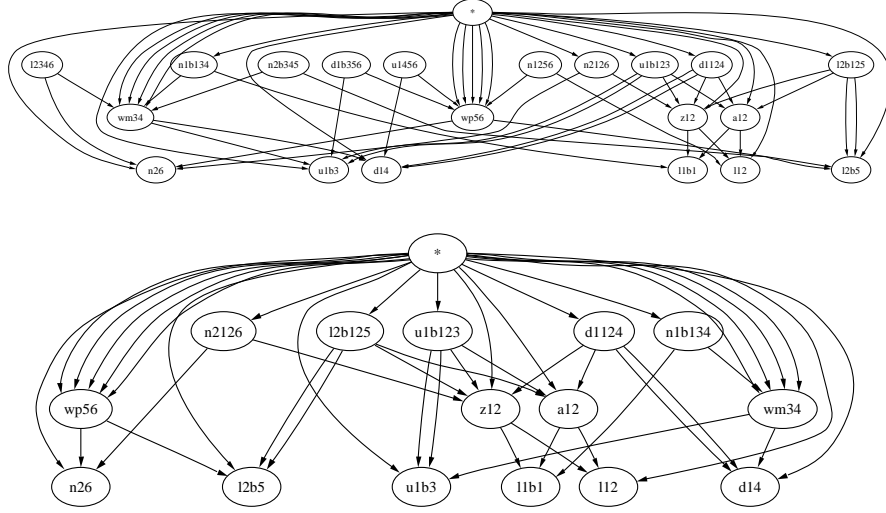 *
l2346 n1b134 n2b345 d1b356 u1456 n1256 n2126 u1b123 d1124 l2b125
wm34 wp56 z12 a12
n26 u1b3 d14 l1b1 l12 l2b5
*
n2126 l2b125 u1b123 d1124 n1b134
wp56 z12 a12 wm34
n26 l2b5 u1b3 l1b1 l12 d14